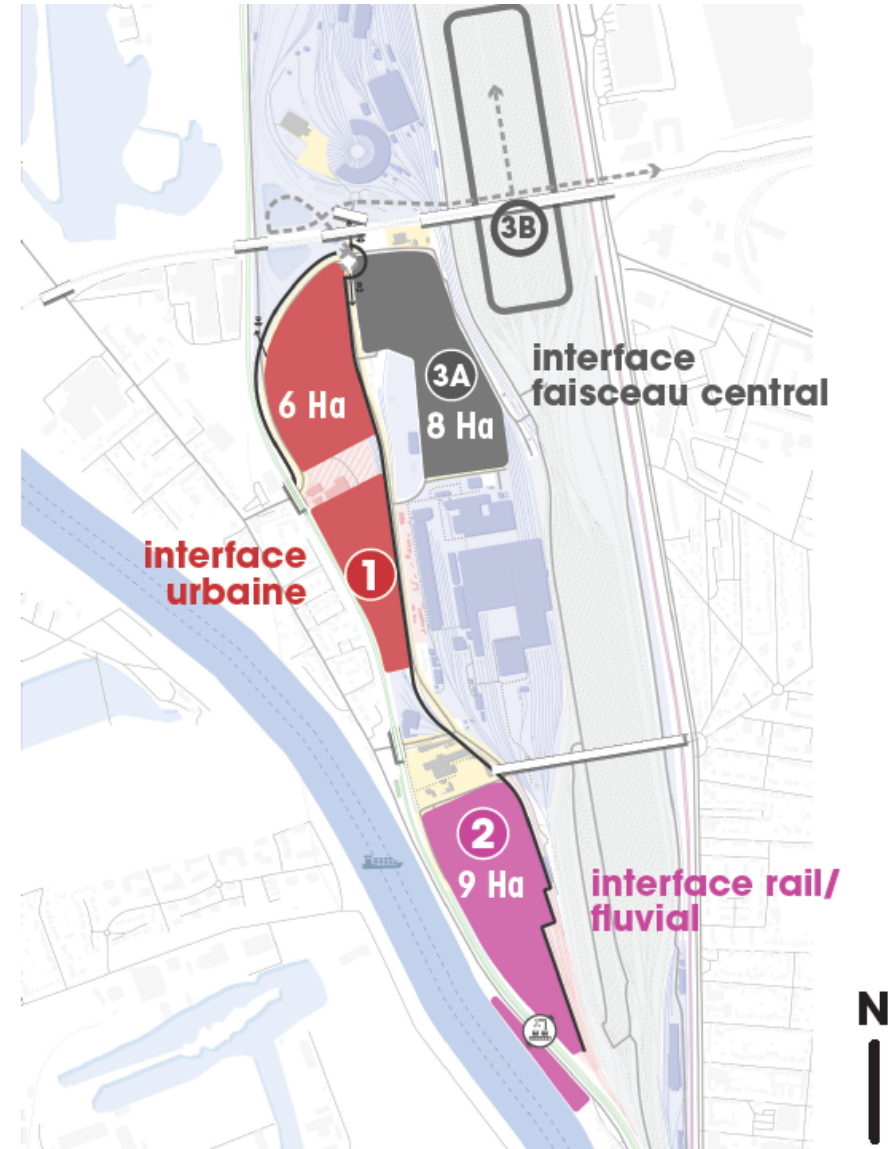 3B
interface
faisceau central
3A
8 Ha
6 Ha
interface
urbaine
1
2
9 Ha
interface rail/
fluvial
N